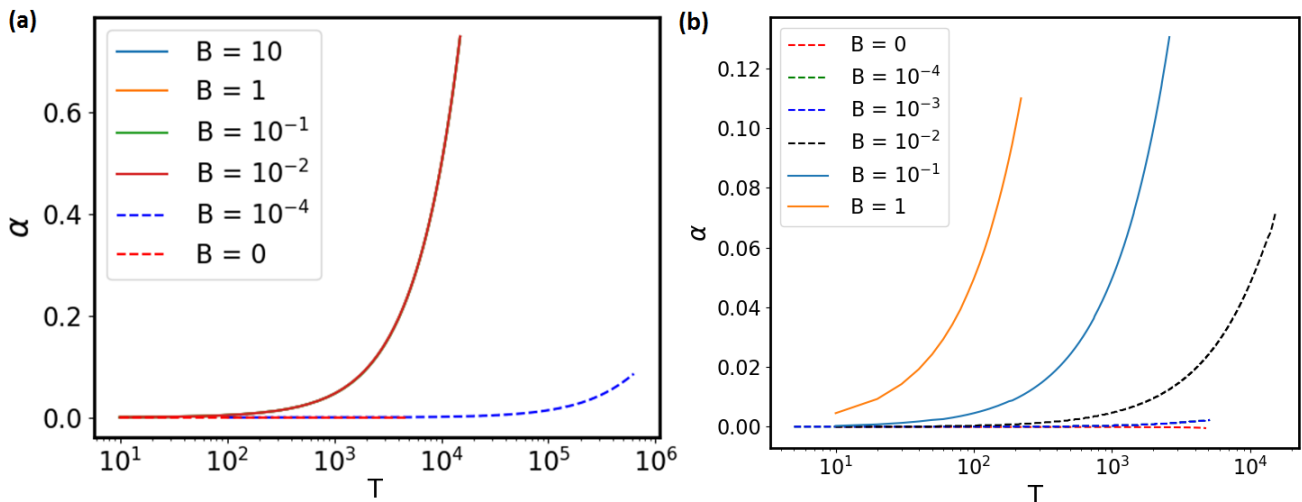 (a)
B = 10
B = 1
B = 10⁻¹
B = 10⁻²
B = 10⁻⁴
B = 0
0.6
0.4
0.2
0.0
α
10¹ 10² 10³ 10⁴ 10⁵ 10⁶
T
(b)
B = 0
B = 10⁻⁴
B = 10⁻³
B = 10⁻²
B = 10⁻¹
B = 1
0.12
0.10
0.08
0.06
0.04
0.02
0.00
α
10¹ 10² 10³ 10⁴
T